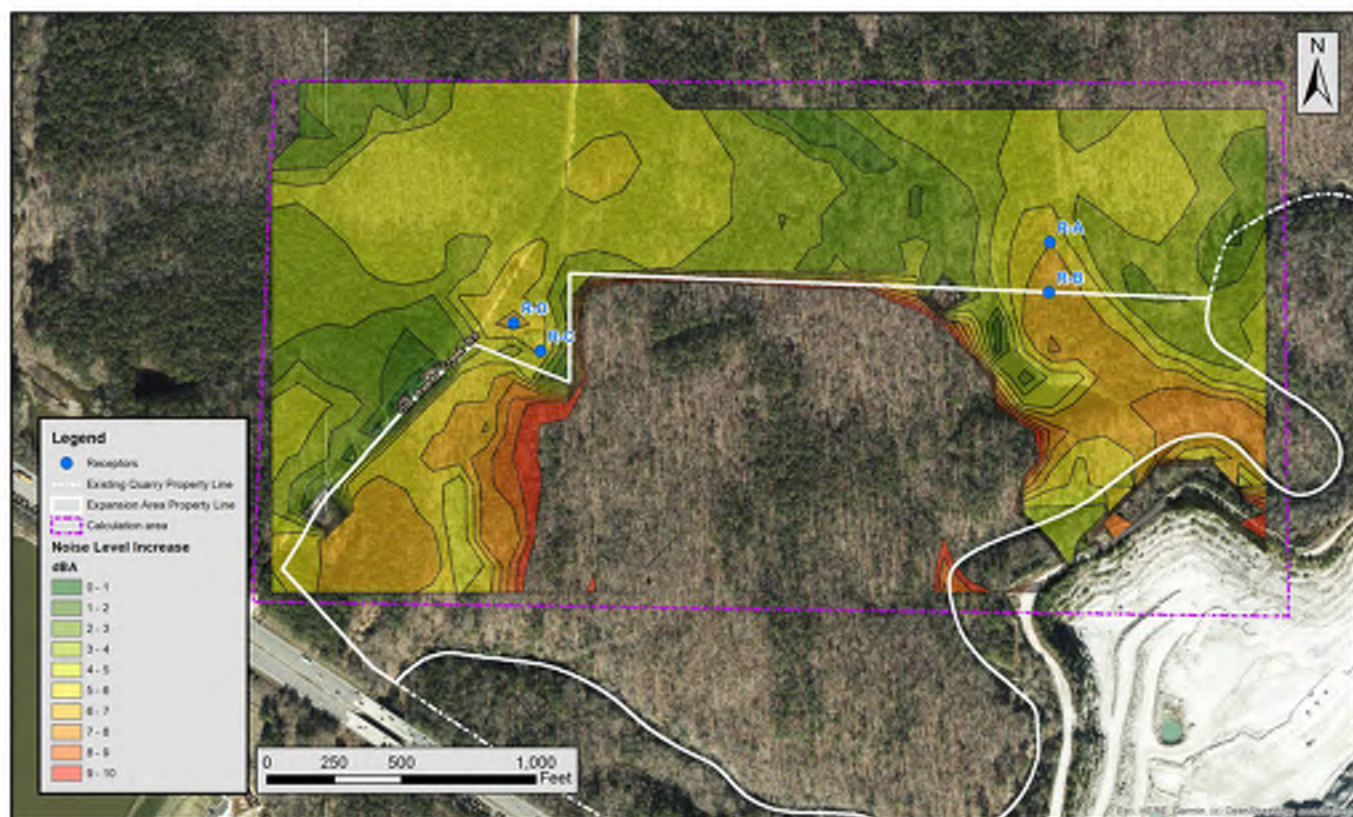 N
R-A
R-B
R-D
R-C
Legend
Receptors
Existing Quarry Property Line
Expansion Area Property Line
Calculation area
Noise Level Increase
dBA
0 - 1
1 - 2
2 - 3
3 - 4
4 - 5
5 - 6
6 - 7
7 - 8
8 - 9
9 - 10
0 250 500 1,000
Feet